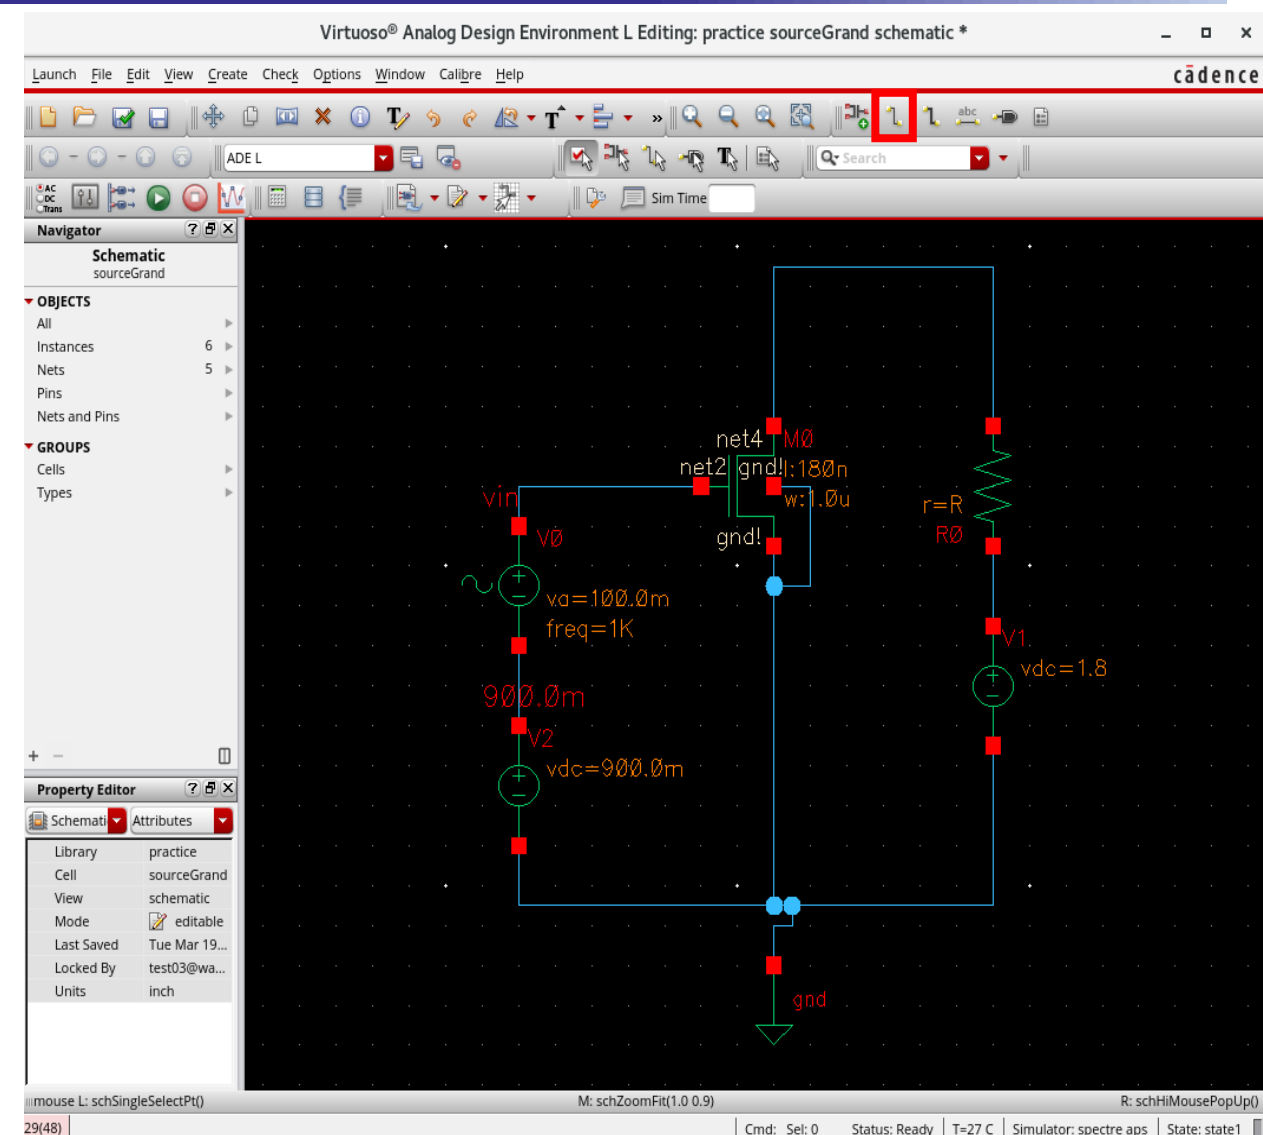 Virtuoso® Analog Design Environment L Editing: practice sourceGrand schematic *
Launch File Edit View Create Check Options Window Calibre Help
cādence
abc
ADE L
Search
AC
DC
Trans
Sim Time
Navigator
Schematic
sourceGrand
OBJECTS
All
Instances 6
Nets 5
Pins
Nets and Pins
GROUPS
Cells
Types
Property Editor
Schemati Attributes
Library practice
Cell sourceGrand
View schematic
Mode editable
Last Saved Tue Mar 19...
Locked By test03@wa...
Units inch
net4 M0
net2 gnd! l:180n
vin w:1.0u
r=R
V0 gnd! R0
va=100.0m
freq=1K
V1
vdc=1.8
900.0m
V2
vdc=900.0m
gnd
mouse L: schSingleSelectPt() M: schZoomFit(1.0 0.9) R: schHiMousePopUp()
29(48) Cmd: Sel: 0 Status: Ready T=27 C Simulator: spectre aps State: state1